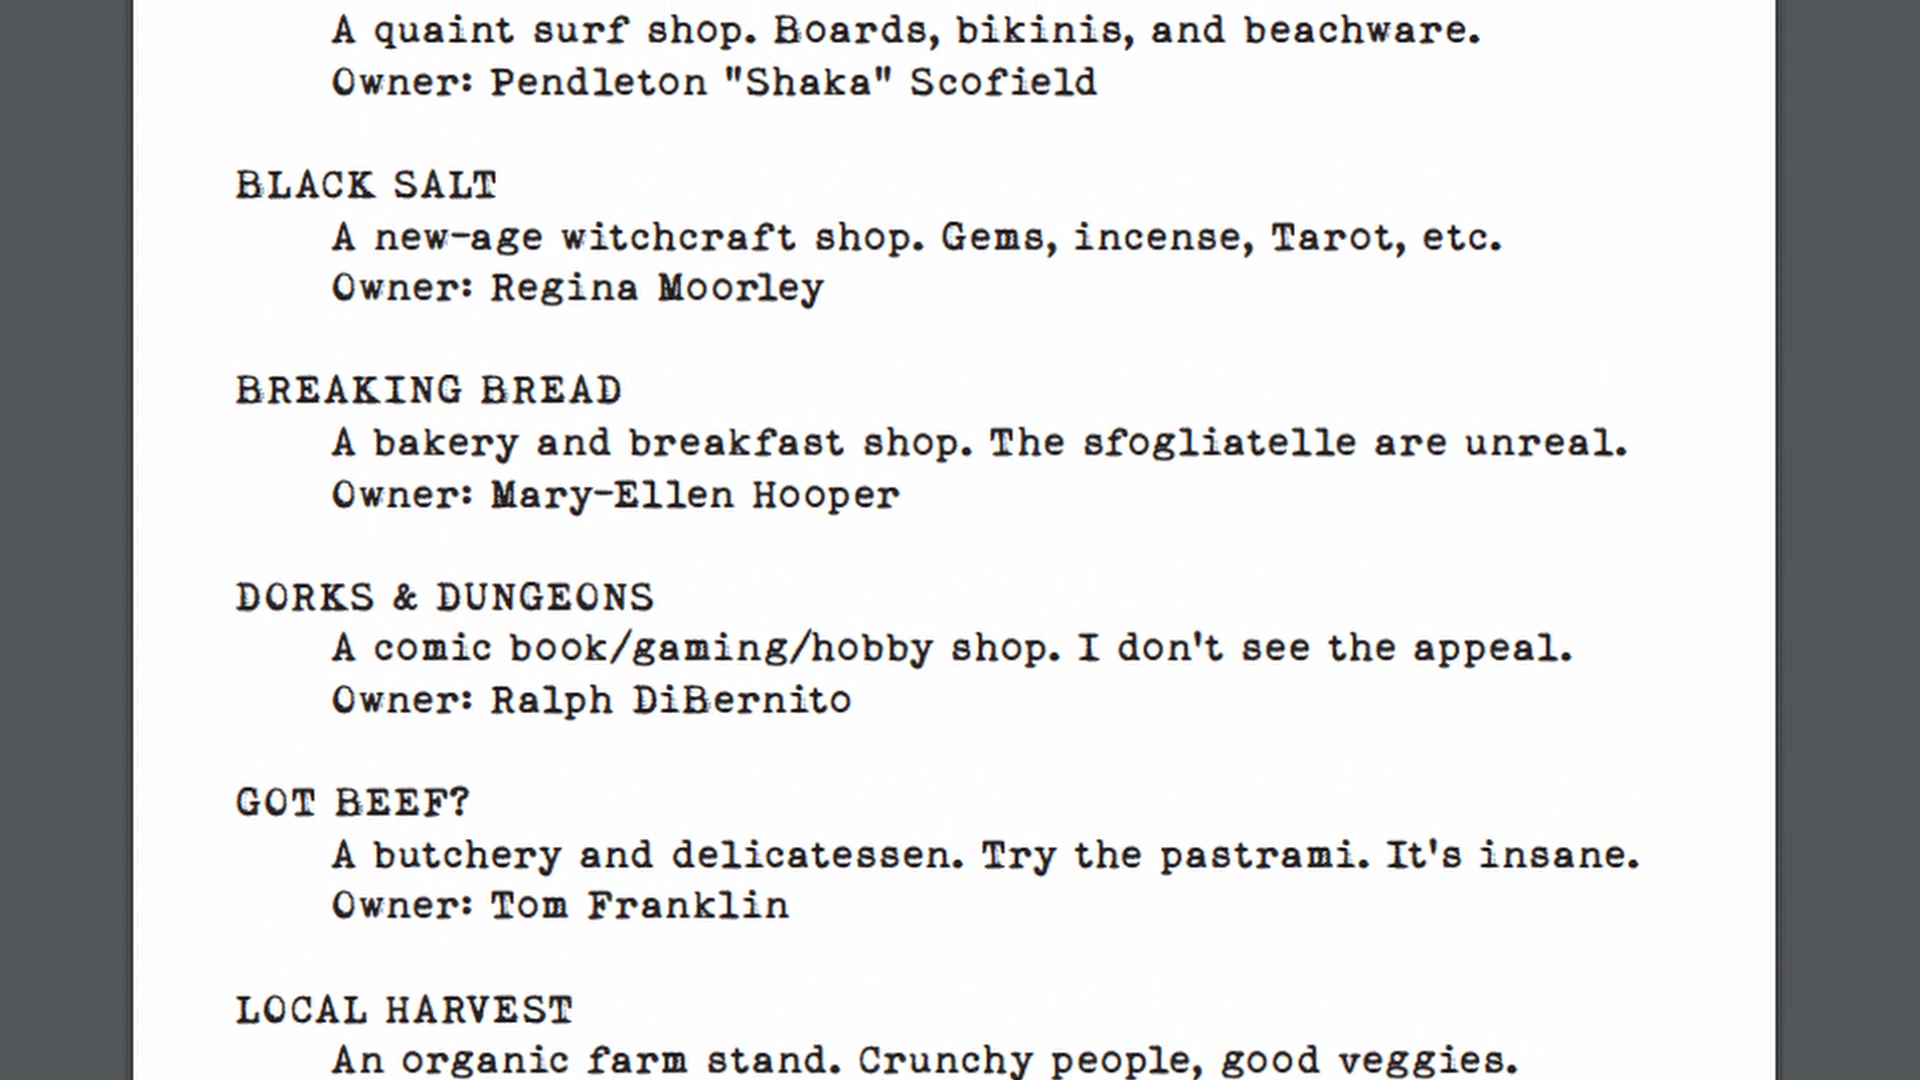 A quaint surf shop. Boards, bikinis, and beachware.
Owner: Pendleton "Shaka" Scofield
BLACK SALT
A new-age witchcraft shop. Gems, incense, Tarot, etc.
Owner: Regina Moorley
BREAKING BREAD
A bakery and breakfast shop. The sfogliatelle are unreal.
Owner: Mary-Ellen Hooper
DORKS & DUNGEONS
A comic book/gaming/hobby shop. I don't see the appeal.
Owner: Ralph DiBernito
GOT BEEF?
A butchery and delicatessen. Try the pastrami. It's insane.
Owner: Tom Franklin
LOCAL HARVEST
An organic farm stand. Crunchy people, good veggies.